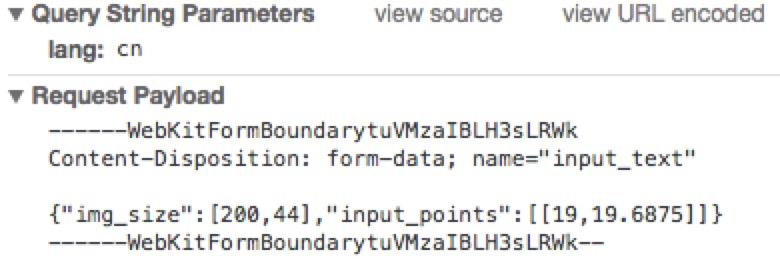 ▼ Query String Parameters view source view URL encoded
lang: cn
▼ Request Payload
------WebKitFormBoundarytuVMzaIBLH3sLRWk
Content-Disposition: form-data; name="input_text"
{"img_size":[200,44],"input_points":[[19,19.6875]]}
------WebKitFormBoundarytuVMzaIBLH3sLRWk--